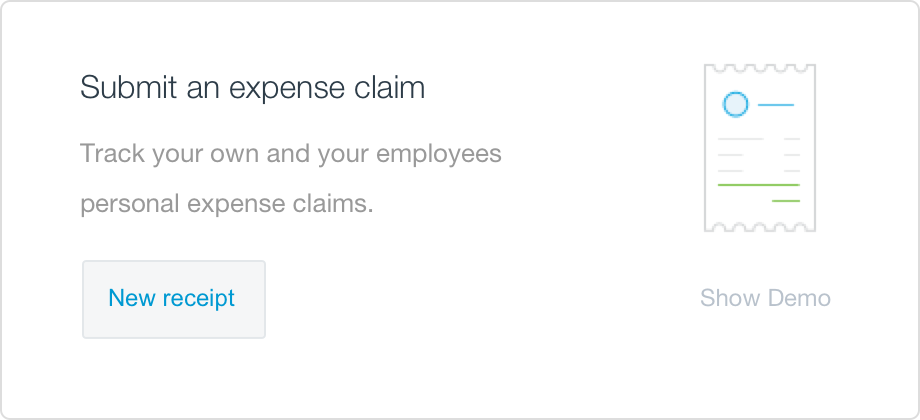 Submit an expense claim
Track your own and your employees
personal expense claims.
New receipt
Show Demo